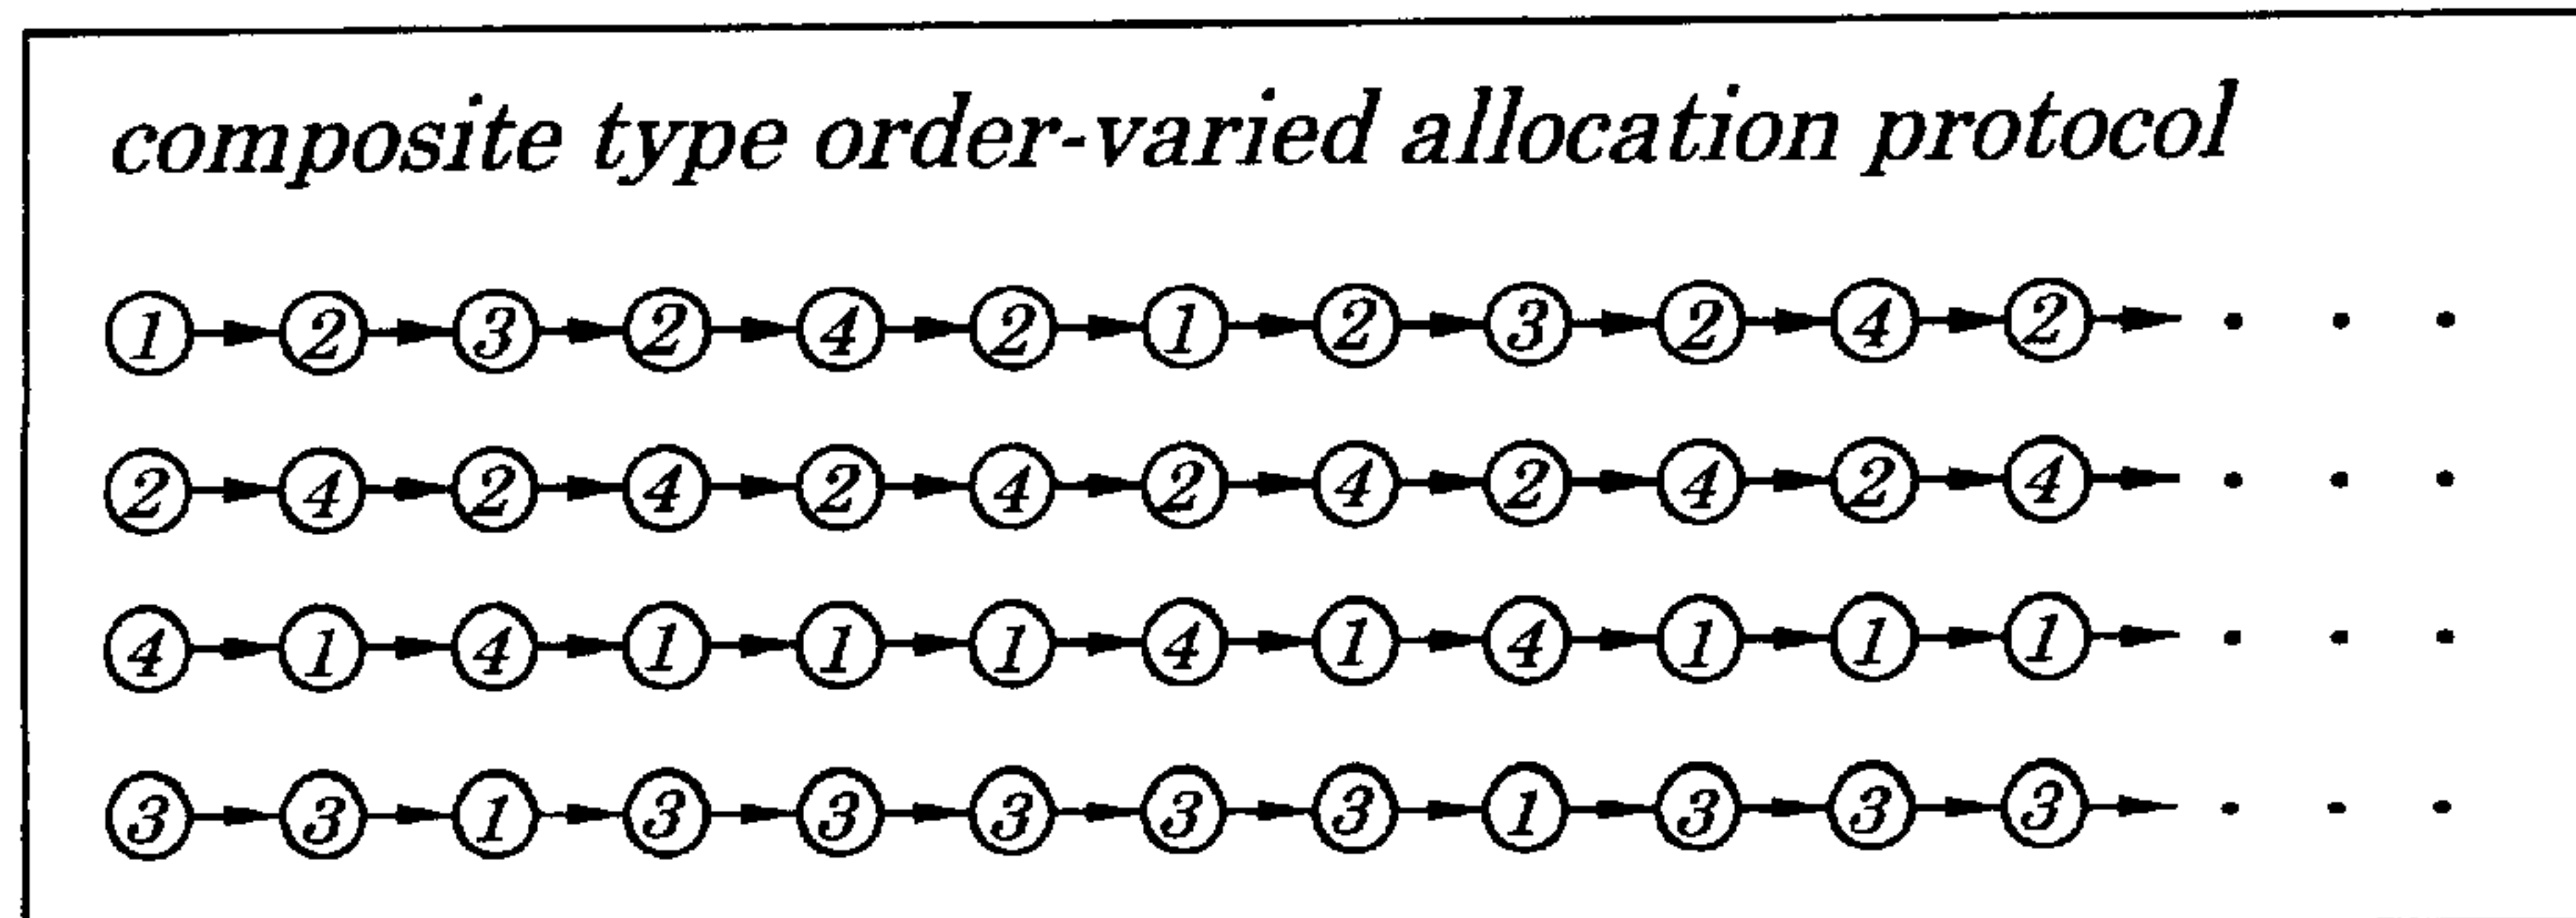 composite type order-varied allocation protocol
1 2 3 2 4 2 1 2 3 2 4 2 . . .
2 4 2 4 2 4 2 4 2 4 2 4 . . .
4 1 4 1 1 1 4 1 4 1 1 1 . . .
3 3 1 3 3 3 3 3 1 3 3 3 . . .